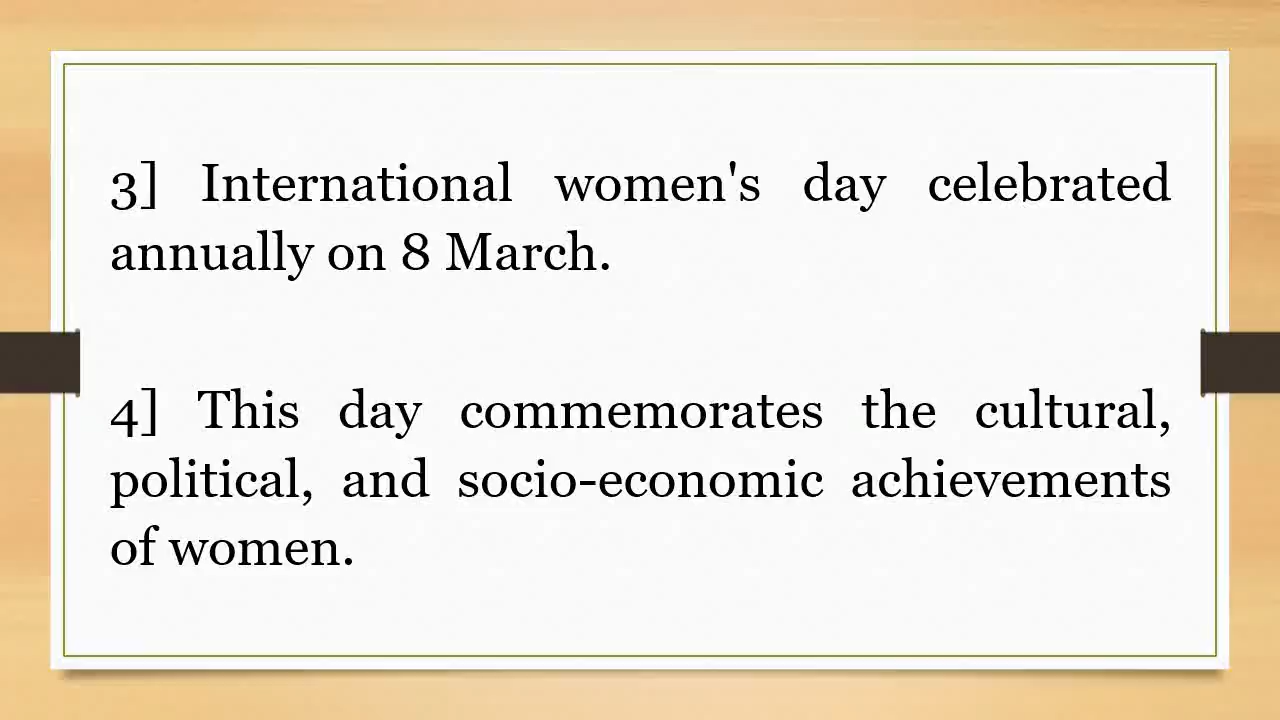 3] International women's day celebrated
annually on 8 March.
4] This day commemorates the cultural,
political, and socio-economic achievements
of women.